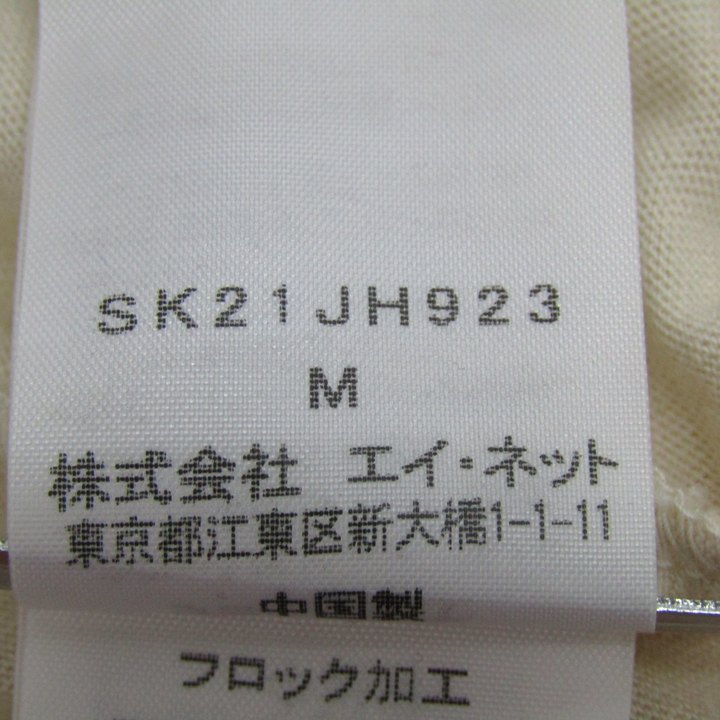 SK21JH923
M
株式会社 エイ・ネット
東京都江東区新大橋1-1-11
中国製
フロック加工